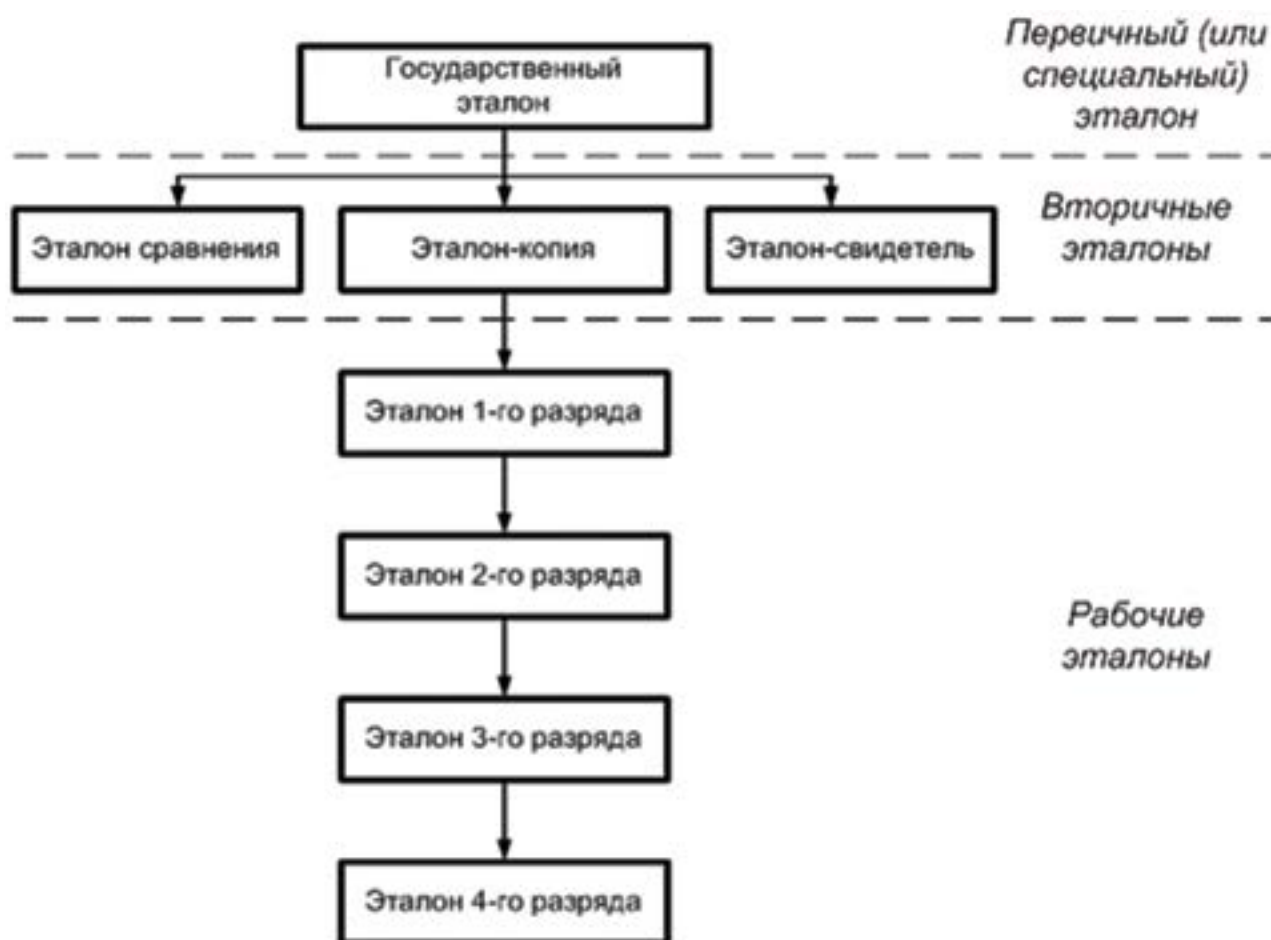 Государственный
эталон
Первичный (или
специальный)
эталон
Эталон сравнения
Эталон-копия
Эталон-свидетель
Вторичные
эталоны
Эталон 1-го разряда
Эталон 2-го разряда
Эталон 3-го разряда
Эталон 4-го разряда
Рабочие
эталоны